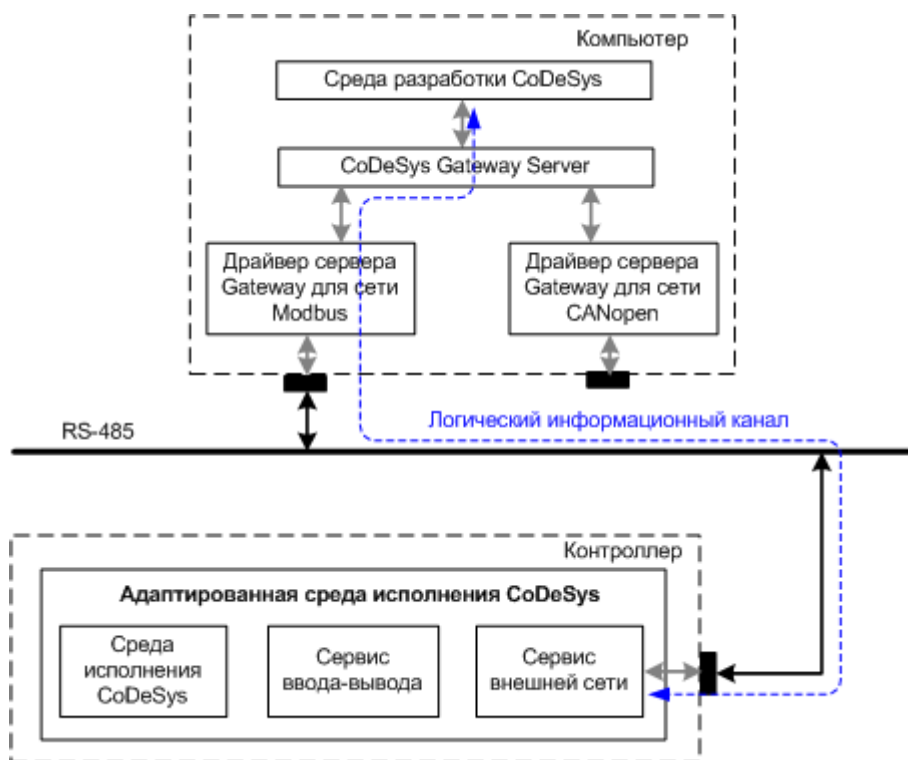 Компьютер
Среда разработки CoDeSys
CoDeSys Gateway Server
Драйвер сервера
Gateway для сети
Modbus
Драйвер сервера
Gateway для сети
CANopen
Логический информационный канал
RS-485
Контроллер
Адаптированная среда исполнения CoDeSys
Среда
исполнения
CoDeSys
Сервис
ввода-вывода
Сервис
внешней сети